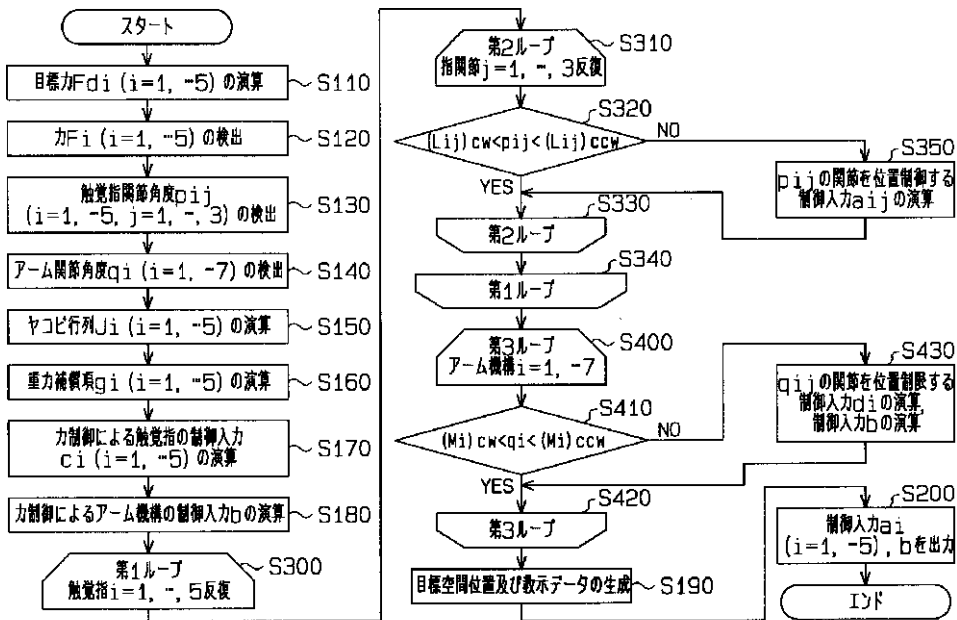 スタート
目標力Fdi (i=1, …5) の演算
S110
力Fi (i=1, …5) の検出
S120
触覚指関節角度pij
(i=1, …5, j=1, …, 3) の検出
S130
アーム関節角度qi (i=1, …7) の検出
S140
ヤコビ行列Ji (i=1, …5) の演算
S150
重力補償項gi (i=1, …5) の演算
S160
力制御による触覚指の制御入力
ci (i=1, …5) の演算
S170
力制御によるアーム機構の制御入力bの演算
S180
第1ループ
触覚指i=1, …, 5反復
S300
第2ループ
指関節j=1, …, 3反復
S310
(Lij) cw<pij<(Lij) ccw
S320
NO
YES
pijの関節を位置制御する
制御入力aijの演算
S350
第2ループ
S330
第1ループ
S340
第3ループ
アーム機構i=1, …7
S400
(Mi) cw<qi<(Mi) ccw
S410
NO
YES
qijの関節を位置制限する
制御入力diの演算,
制御入力bの演算
S430
第3ループ
S420
目標空間位置及び教示データの生成
S190
制御入力ai
(i=1, …5), bを出力
S200
エンド